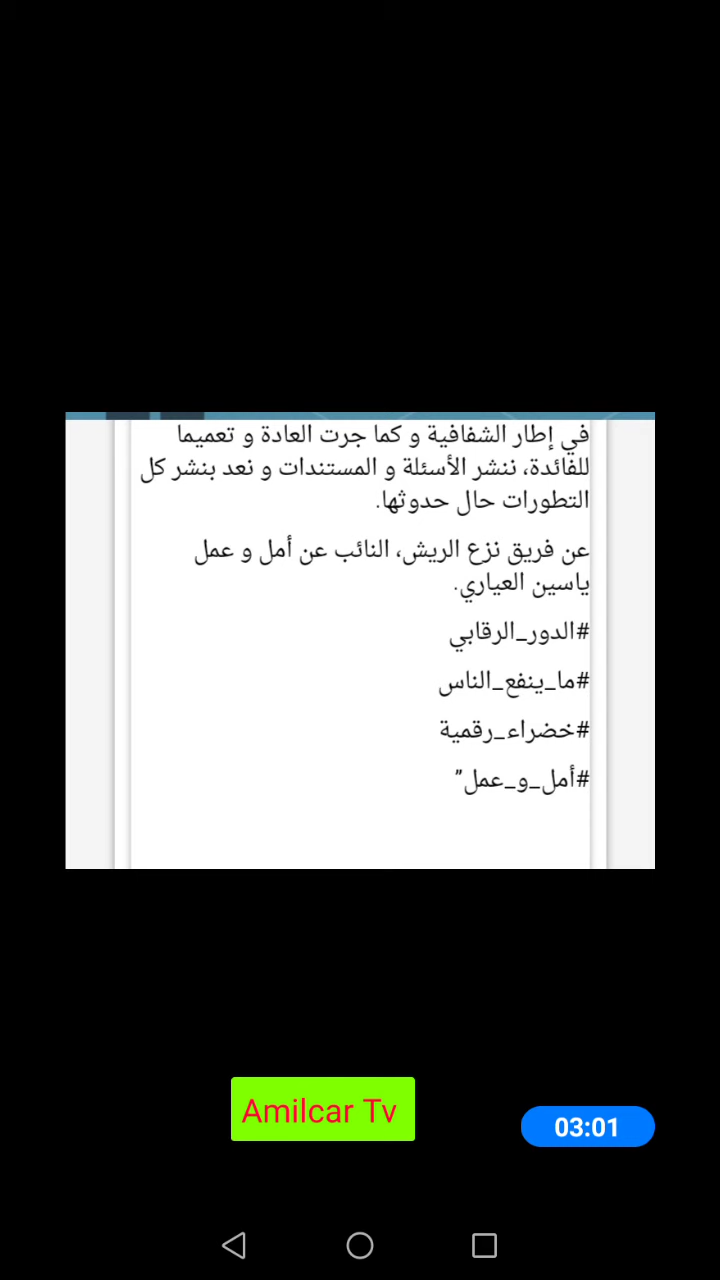 في إطار الشفافية و كما جرت العادة و تعميما
للفائدة، ننشر الأسئلة و المستندات و نعد بنشر كل
التطورات حال حدوثها.
عن فريق نزع الريش، النائب عن أمل و عمل
ياسين العياري.
#الدور_الرقابي
#ما_ينفع_الناس
#خضراء_رقمية
#أمل_و_عمل”
Amilcar Tv
03:01